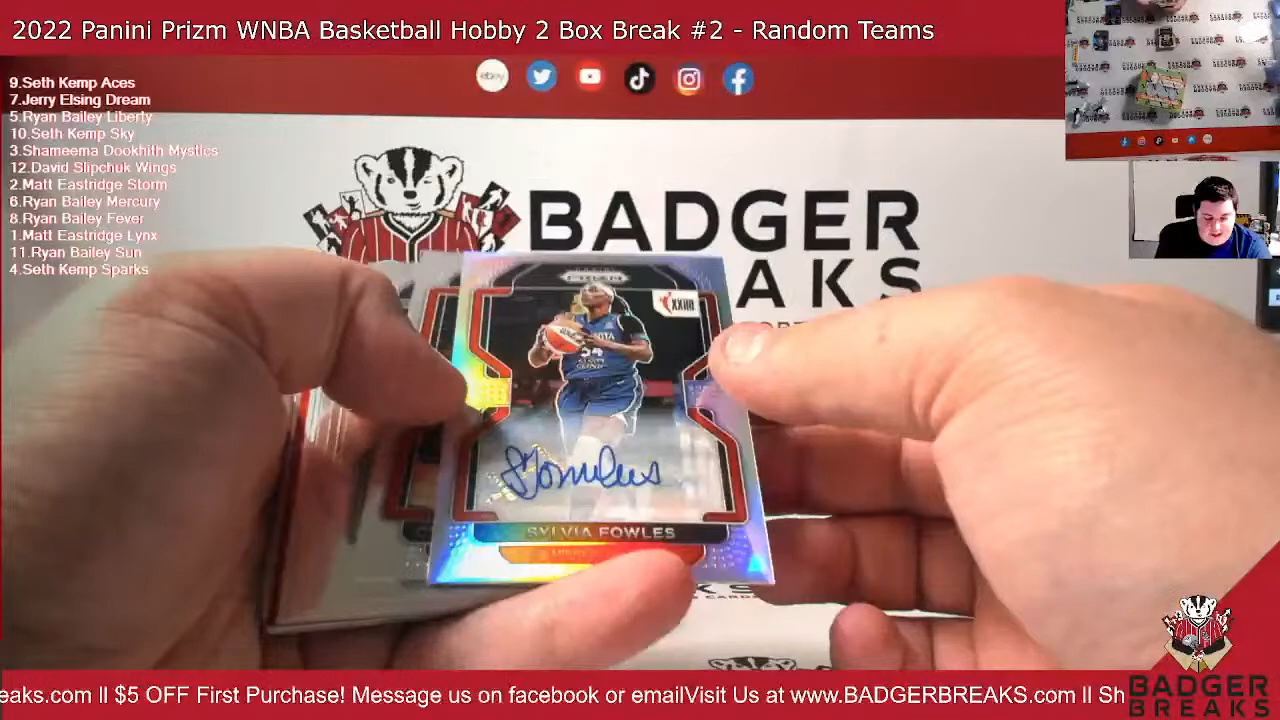 2022 Panini Prizm WNBA Basketball Hobby 2 Box Break #2 - Random Teams
ebay
9.Seth Kemp Aces
7.Jerry Elsing Dream
5.Ryan Bailey Liberty
10.Seth Kemp Sky
3.Shameema Dookhith Mystics
12.David Slipchuk Wings
2.Matt Eastridge Storm
6.Ryan Bailey Mercury
8.Ryan Bailey Fever
1.Matt Eastridge Lynx
11.Ryan Bailey Sun
4.Seth Kemp Sparks
BADGER
EAKS
PRIZM
34
SYLVIA FOWLES
eaks.com ll $5 OFF First Purchase! Message us on facebook or emailVisit Us at www.BADGERBREAKS.com ll Sh
BADGER
BREAKS